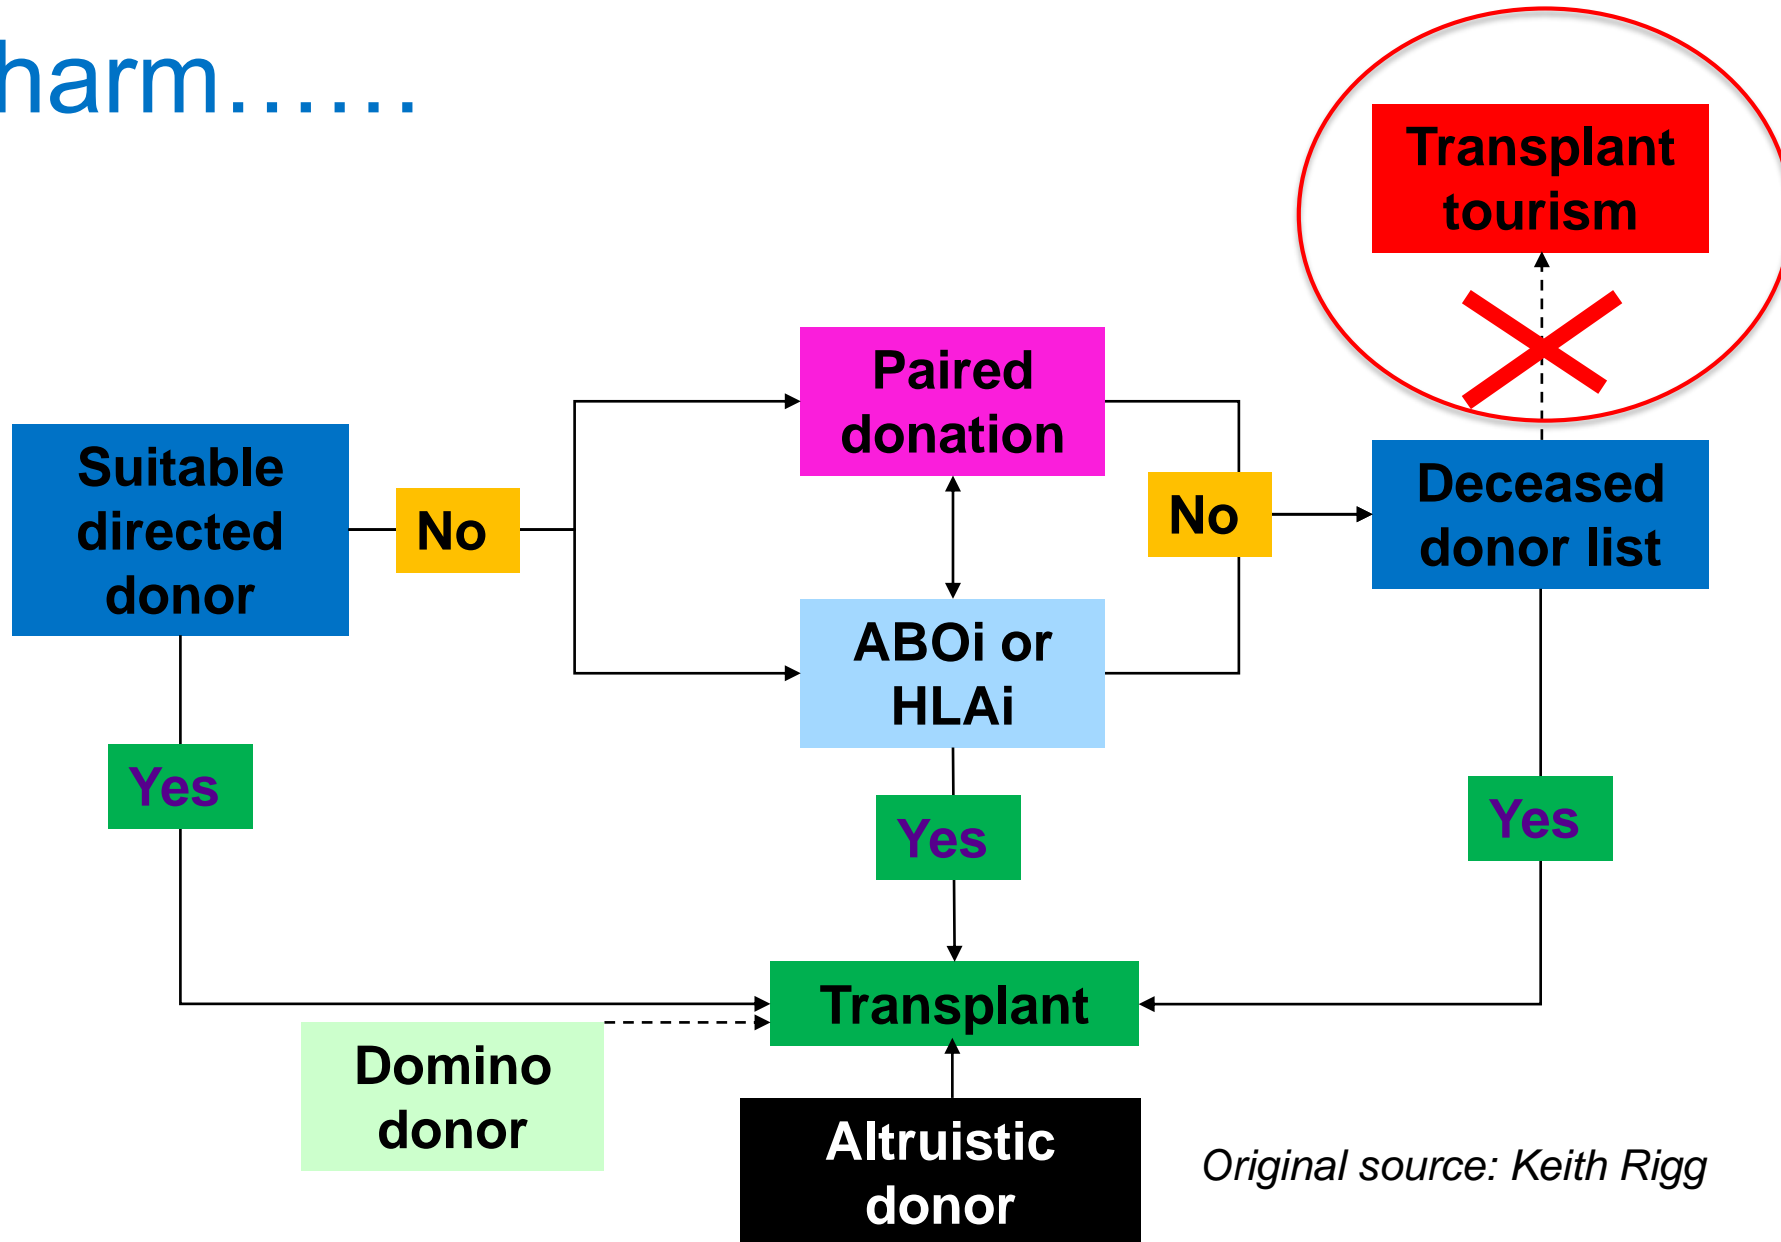 harm……
Transplant
tourism
Paired
donation
Suitable
directed
donor
No
No
Deceased
donor list
ABOi or
HLAi
Yes
Yes
Yes
Transplant
Domino
donor
Altruistic
donor
Original source: Keith Rigg